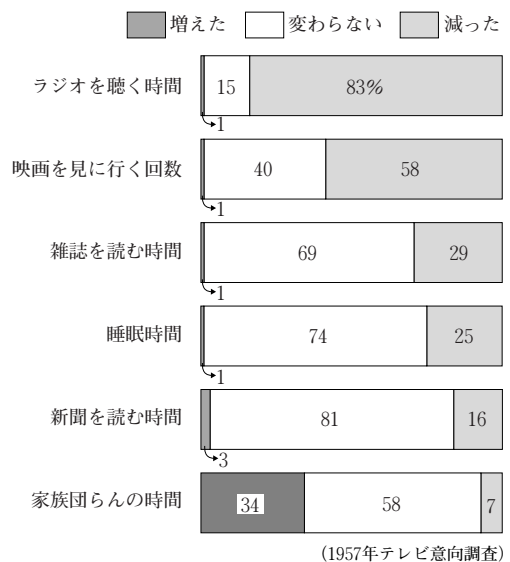 増えた 変わらない 減った
ラジオを聴く時間 15 83%
1
映画を見に行く回数 40 58
1
雑誌を読む時間 69 29
1
睡眠時間 74 25
1
新聞を読む時間 81 16
3
家族団らんの時間 34 58 7
(1957年テレビ意向調査)